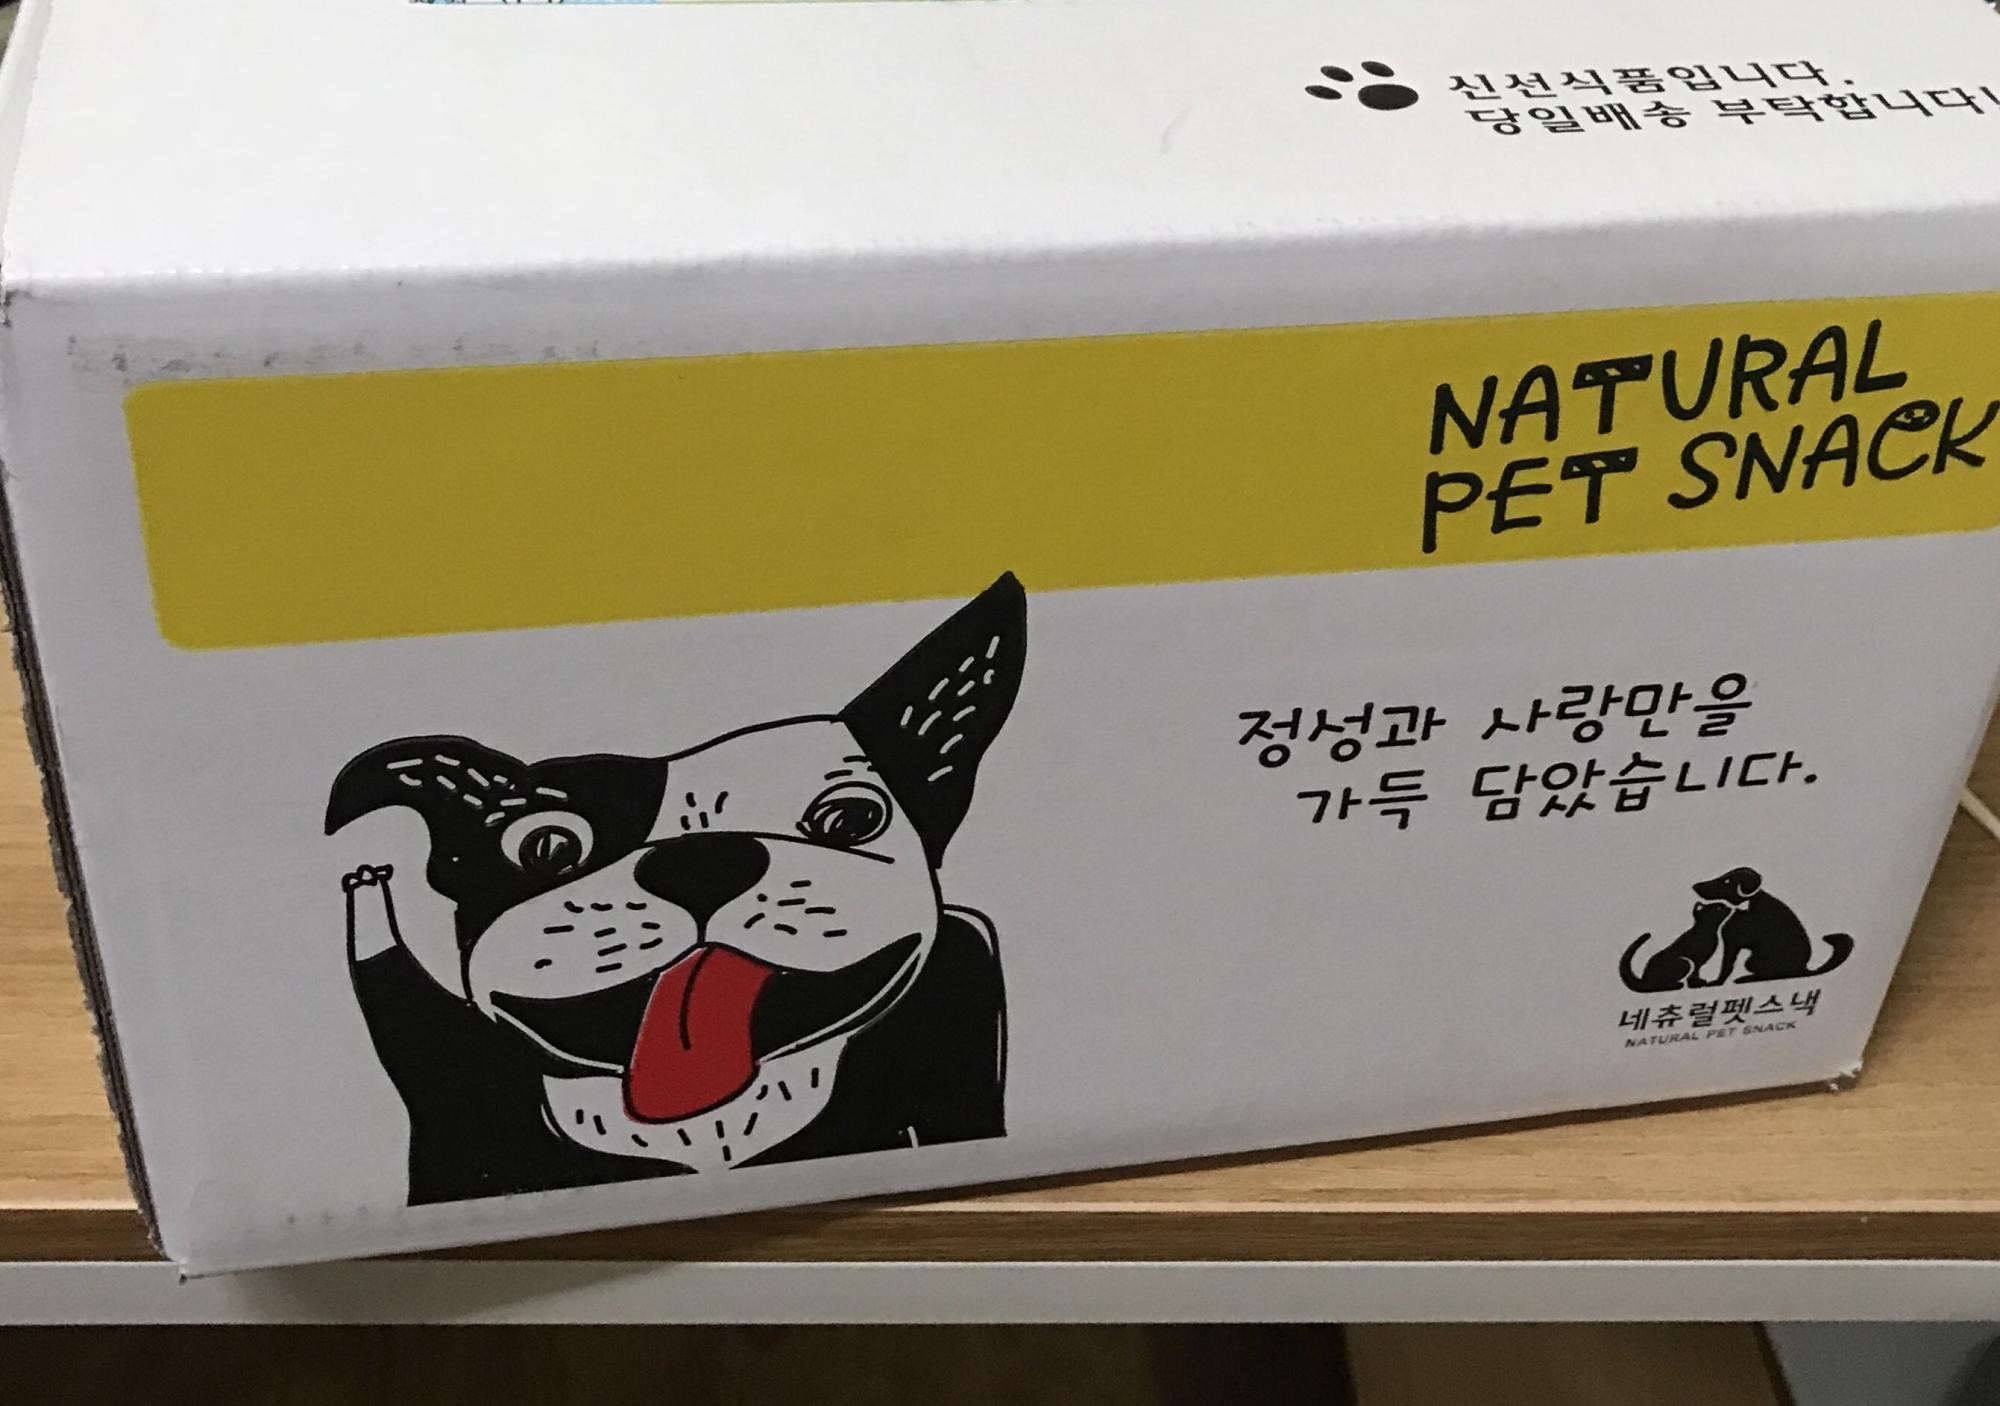 신선식품입니다.
당일배송 부탁합니다!
NATURAL
PET SNACK
정성과 사랑만을
가득 담았습니다.
네츄럴펫스낵
NATURAL PET SNACK